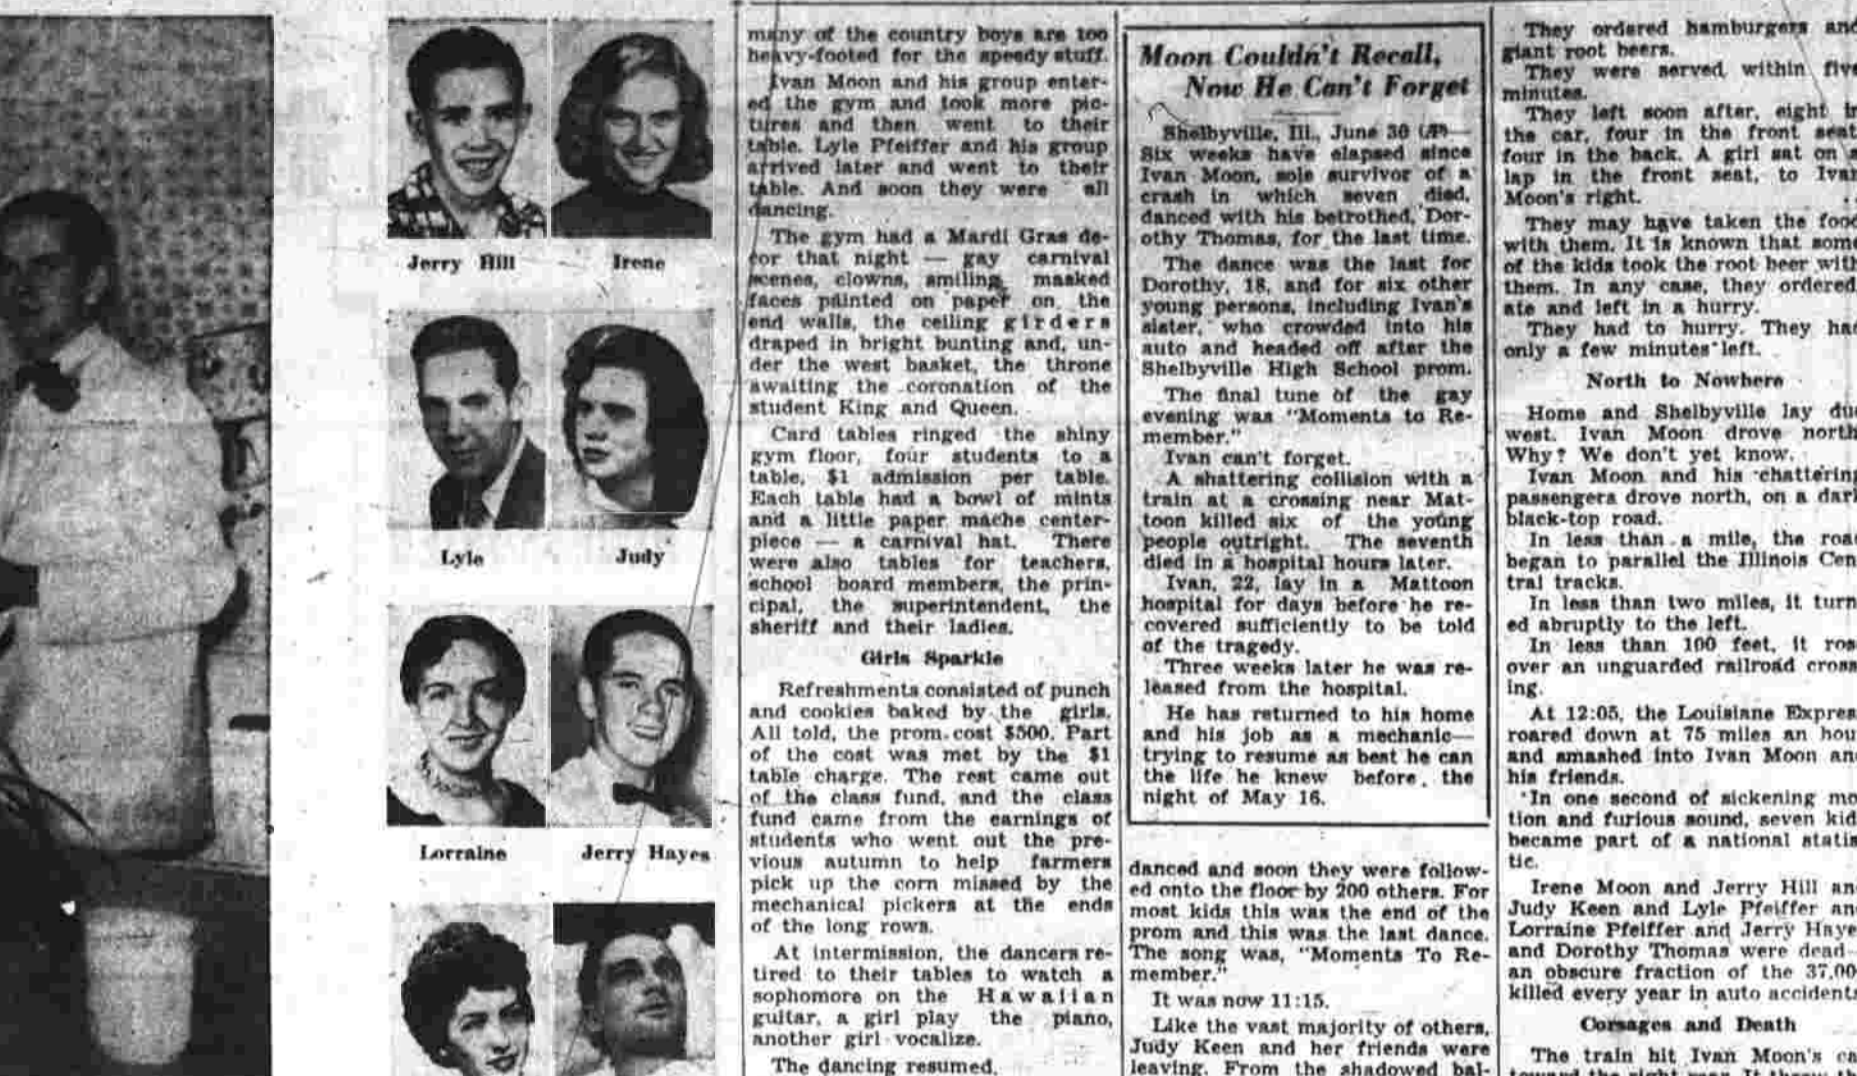 Jerry Hill
Irene
Lyle
Judy
Lorraine
Jerry Hayes
many of the country boys are too
heavy-footed for the speedy stuff.
Ivan Moon and his group enter-
ed the gym and took more pic-
tures and then went to their
table. Lyle Pfeiffer and his group
arrived later and went to their
table. And soon they were all
dancing.
The gym had a Mardi Gras de-
cor that night — gay carnival
scenes, clowns, smiling, masked
faces painted on paper on the
end walls, the ceiling girders
draped in bright bunting and, un-
der the west basket, the throne
awaiting the coronation of the
student King and Queen.
Card tables ringed the shiny
gym floor, four students to a
table, $1 admission per table.
Each table had a bowl of mints
and a little paper mache center-
piece — a carnival hat. There
were also tables for teachers,
school board members, the prin-
cipal, the superintendent, the
sheriff and their ladies.
Girls Sparkle
Refreshments consisted of punch
and cookies baked by the girls.
All told, the prom cost $500. Part
of the cost was met by the $1
table charge. The rest came out
of the class fund, and the class
fund came from the earnings of
students who went out the pre-
vious autumn to help farmers
pick up the corn missed by the
mechanical pickers at the ends
of the long rows.
At intermission, the dancers re-
tired to their tables to watch a
sophomore on the Hawaiian
guitar, a girl play the piano,
another girl vocalize.
The dancing resumed.
Moon Couldn't Recall,
Now He Can't Forget
Shelbyville, Ill., June 30 (AP)—
Six weeks have elapsed since
Ivan Moon, sole survivor of a
crash in which seven died,
danced with his betrothed, Dor-
othy Thomas, for the last time.
The dance was the last for
Dorothy, 18, and for six other
young persons, including Ivan's
sister, who crowded into his
auto and headed off after the
Shelbyville High School prom.
The final tune of the gay
evening was "Moments to Re-
member."
Ivan can't forget.
A shattering collision with a
train at a crossing near Mat-
toon killed six of the young
people outright. The seventh
died in a hospital hours later.
Ivan, 22, lay in a Mattoon
hospital for days before he re-
covered sufficiently to be told
of the tragedy.
Three weeks later he was re-
leased from the hospital.
He has returned to his home
and his job as a mechanic—
trying to resume as best he can
the life he knew before the
night of May 16.
danced and soon they were follow-
ed onto the floor by 200 others. For
most kids this was the end of the
prom and this was the last dance.
The song was, "Moments To Re-
member."
It was now 11:15.
Like the vast majority of others,
Judy Keen and her friends were
leaving. From the shadowed bal-
They ordered hamburgers and
giant root beers.
They were served within five
minutes.
They left soon after, eight in
the car, four in the front seat
four in the back. A girl sat on a
lap in the front seat, to Ivan
Moon's right.
They may have taken the food
with them. It is known that some
of the kids took the root beer with
them. In any case, they ordered,
ate and left in a hurry.
They had to hurry. They had
only a few minutes left.
North to Nowhere
Home and Shelbyville lay due
west. Ivan Moon drove north
Why? We don't yet know.
Ivan Moon and his chattering
passengers drove north, on a dark
black-top road.
In less than a mile, the road
began to parallel the Illinois Cen
tral tracks.
In less than two miles, it turn
ed abruptly to the left.
In less than 100 feet, it rose
over an unguarded railroad cross
ing.
At 12:05, the Louisiane Expres
roared down at 75 miles an hou
and smashed into Ivan Moon an
his friends.
In one second of sickening mo
tion and furious sound, seven kid
became part of a national statis
tic.
Irene Moon and Jerry Hill an
Judy Keen and Lyle Pfeiffer an
Lorraine Pfeiffer and Jerry Haye
and Dorothy Thomas were dead—
an obscure fraction of the 37,00
killed every year in auto accidents
Corsages and Death
The train hit Ivan Moon's ca